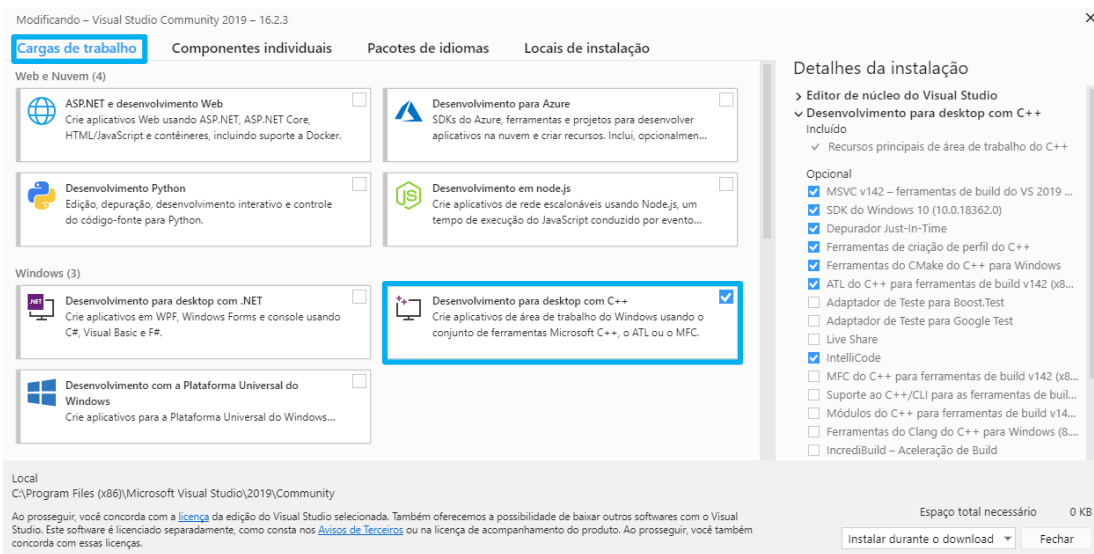 Modificando – Visual Studio Community 2019 – 16.2.3
Cargas de trabalho
Componentes individuais
Pacotes de idiomas
Locais de instalação
Web e Nuvem (4)
ASP.NET e desenvolvimento Web
Crie aplicativos Web usando ASP.NET, ASP.NET Core,
HTML/JavaScript e contêineres, incluindo suporte a Docker.
Desenvolvimento para Azure
SDKs do Azure, ferramentas e projetos para desenvolver
aplicativos na nuvem e criar recursos. Inclui, opcionalmen...
Desenvolvimento Python
Edição, depuração, desenvolvimento interativo e controle
do código-fonte para Python.
JS
Desenvolvimento em node.js
Crie aplicativos de rede escalonáveis usando Node.js, um
tempo de execução do JavaScript conduzido por evento...
Windows (3)
.NET
Desenvolvimento para desktop com .NET
Crie aplicativos em WPF, Windows Forms e console usando
C#, Visual Basic e F#.
++
Desenvolvimento para desktop com C++
Crie aplicativos de área de trabalho do Windows usando o
conjunto de ferramentas Microsoft C++, o ATL ou o MFC.
Desenvolvimento com a Plataforma Universal do
Windows
Crie aplicativos para a Plataforma Universal do Windows...
Detalhes da instalação
Editor de núcleo do Visual Studio
Desenvolvimento para desktop com C++
Incluído
Recursos principais de área de trabalho do C++
Opcional
MSVC v142 – ferramentas de build do VS 2019 ...
SDK do Windows 10 (10.0.18362.0)
Depurador Just-In-Time
Ferramentas de criação de perfil do C++
Ferramentas do CMake do C++ para Windows
ATL do C++ para ferramentas de build v142 (x8...
Adaptador de Teste para Boost.Test
Adaptador de Teste para Google Test
Live Share
IntelliCode
MFC do C++ para ferramentas de build v142 (x8...
Suporte ao C++/CLI para as ferramentas de buil...
Módulos do C++ para ferramentas de build v14...
Ferramentas do Clang do C++ para Windows (8....
IncrediBuild – Aceleração de Build
Local
C:\Program Files (x86)\Microsoft Visual Studio\2019\Community
Ao prosseguir, você concorda com a licença da edição do Visual Studio selecionada. Também oferecemos a possibilidade de baixar outros softwares com o Visual
Studio. Este software é licenciado separadamente, como consta nos Avisos de Terceiros ou na licença de acompanhamento do produto. Ao prosseguir, você também
concorda com essas licenças.
Espaço total necessário 0 KB
Instalar durante o download
Fechar